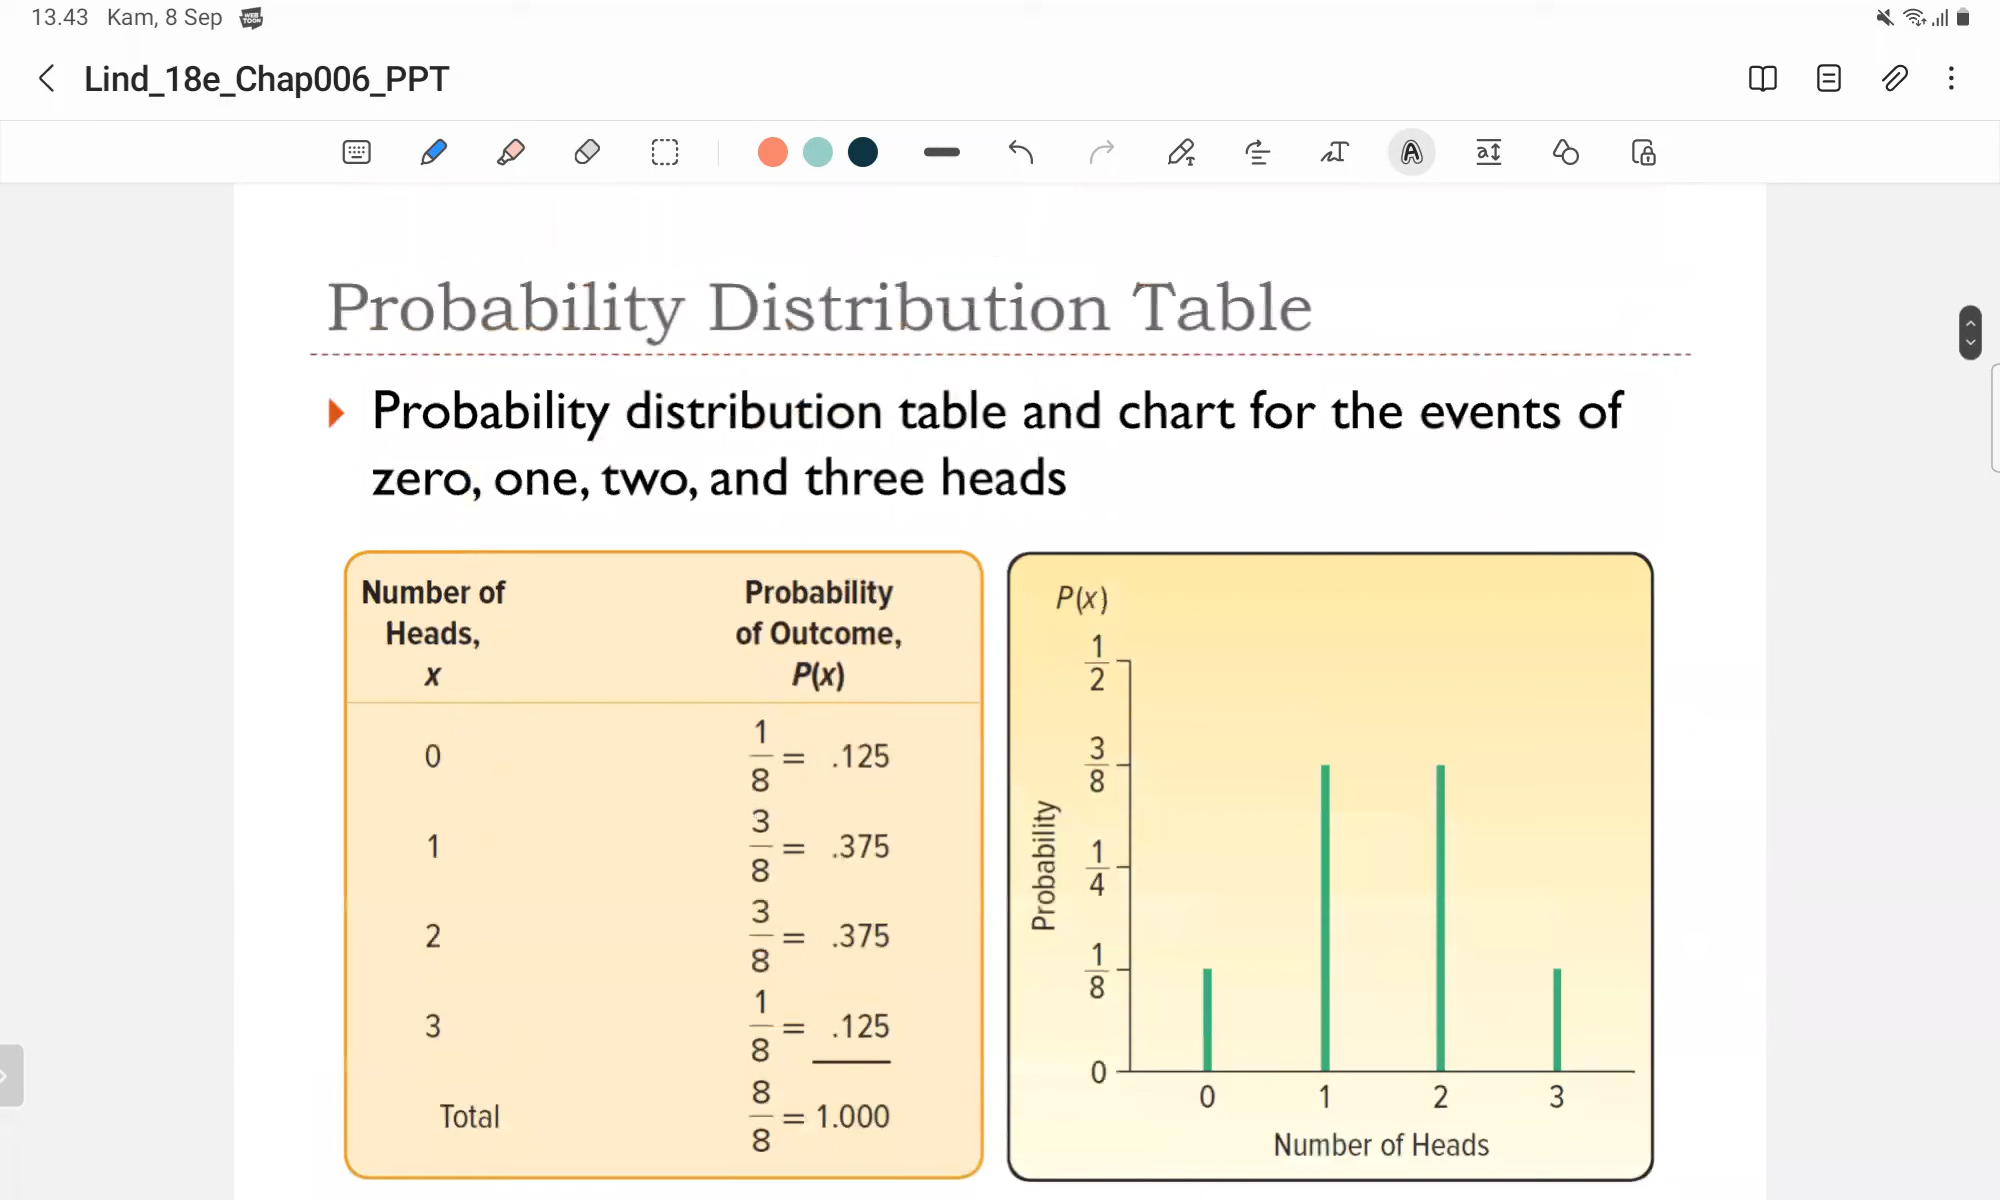 13.43 Kam, 8 Sep WEB TOON
Lind_18e_Chap006_PPT
Probability Distribution Table
Probability distribution table and chart for the events of
zero, one, two, and three heads
Number of Heads, x Probability of Outcome, P(x)
0 1/8 = .125
1 3/8 = .375
2 3/8 = .375
3 1/8 = .125
Total 8/8 = 1.000
P(x)
1/2
3/8
1/4
1/8
0
Probability
0 1 2 3
Number of Heads